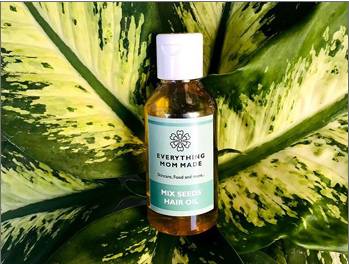 EVERYTHING
MOM MADE
Skincare, Food and more..
MIX SEEDS
HAIR OIL